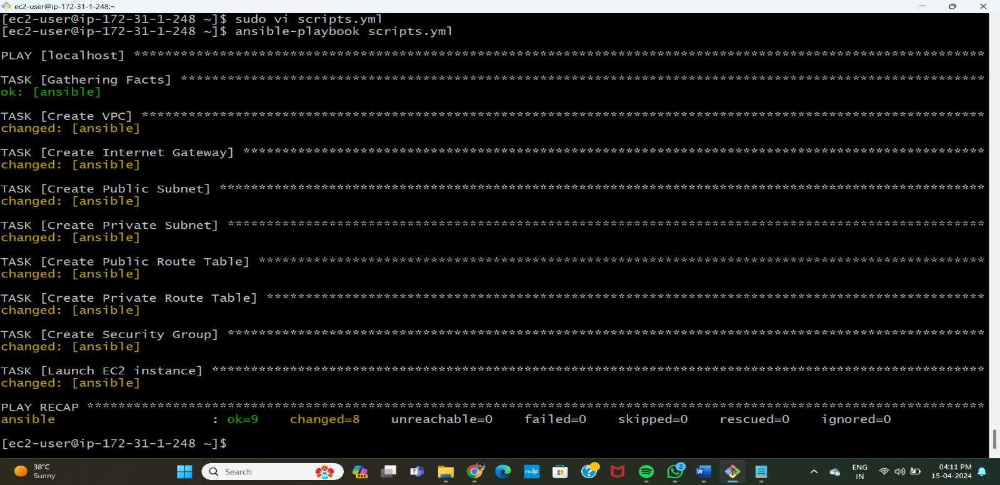 ec2-user@ip-172-31-1-248:~
[ec2-user@ip-172-31-1-248 ~]$ sudo vi scripts.yml
[ec2-user@ip-172-31-1-248 ~]$ ansible-playbook scripts.yml
PLAY [localhost] *************************************************************************************************************
TASK [Gathering Facts] *******************************************************************************************************
ok: [ansible]
TASK [Create VPC] ************************************************************************************************************
changed: [ansible]
TASK [Create Internet Gateway] ***********************************************************************************************
changed: [ansible]
TASK [Create Public Subnet] **************************************************************************************************
changed: [ansible]
TASK [Create Private Subnet] *************************************************************************************************
changed: [ansible]
TASK [Create Public Route Table] *********************************************************************************************
changed: [ansible]
TASK [Create Private Route Table] ********************************************************************************************
changed: [ansible]
TASK [Create Security Group] *************************************************************************************************
changed: [ansible]
TASK [Launch EC2 instance] ***************************************************************************************************
changed: [ansible]
PLAY RECAP *******************************************************************************************************************
ansible : ok=9 changed=8 unreachable=0 failed=0 skipped=0 rescued=0 ignored=0
[ec2-user@ip-172-31-1-248 ~]$
38°C
Sunny
Search
PRE
myhp
2
ENG
IN
04:11 PM
15-04-2024